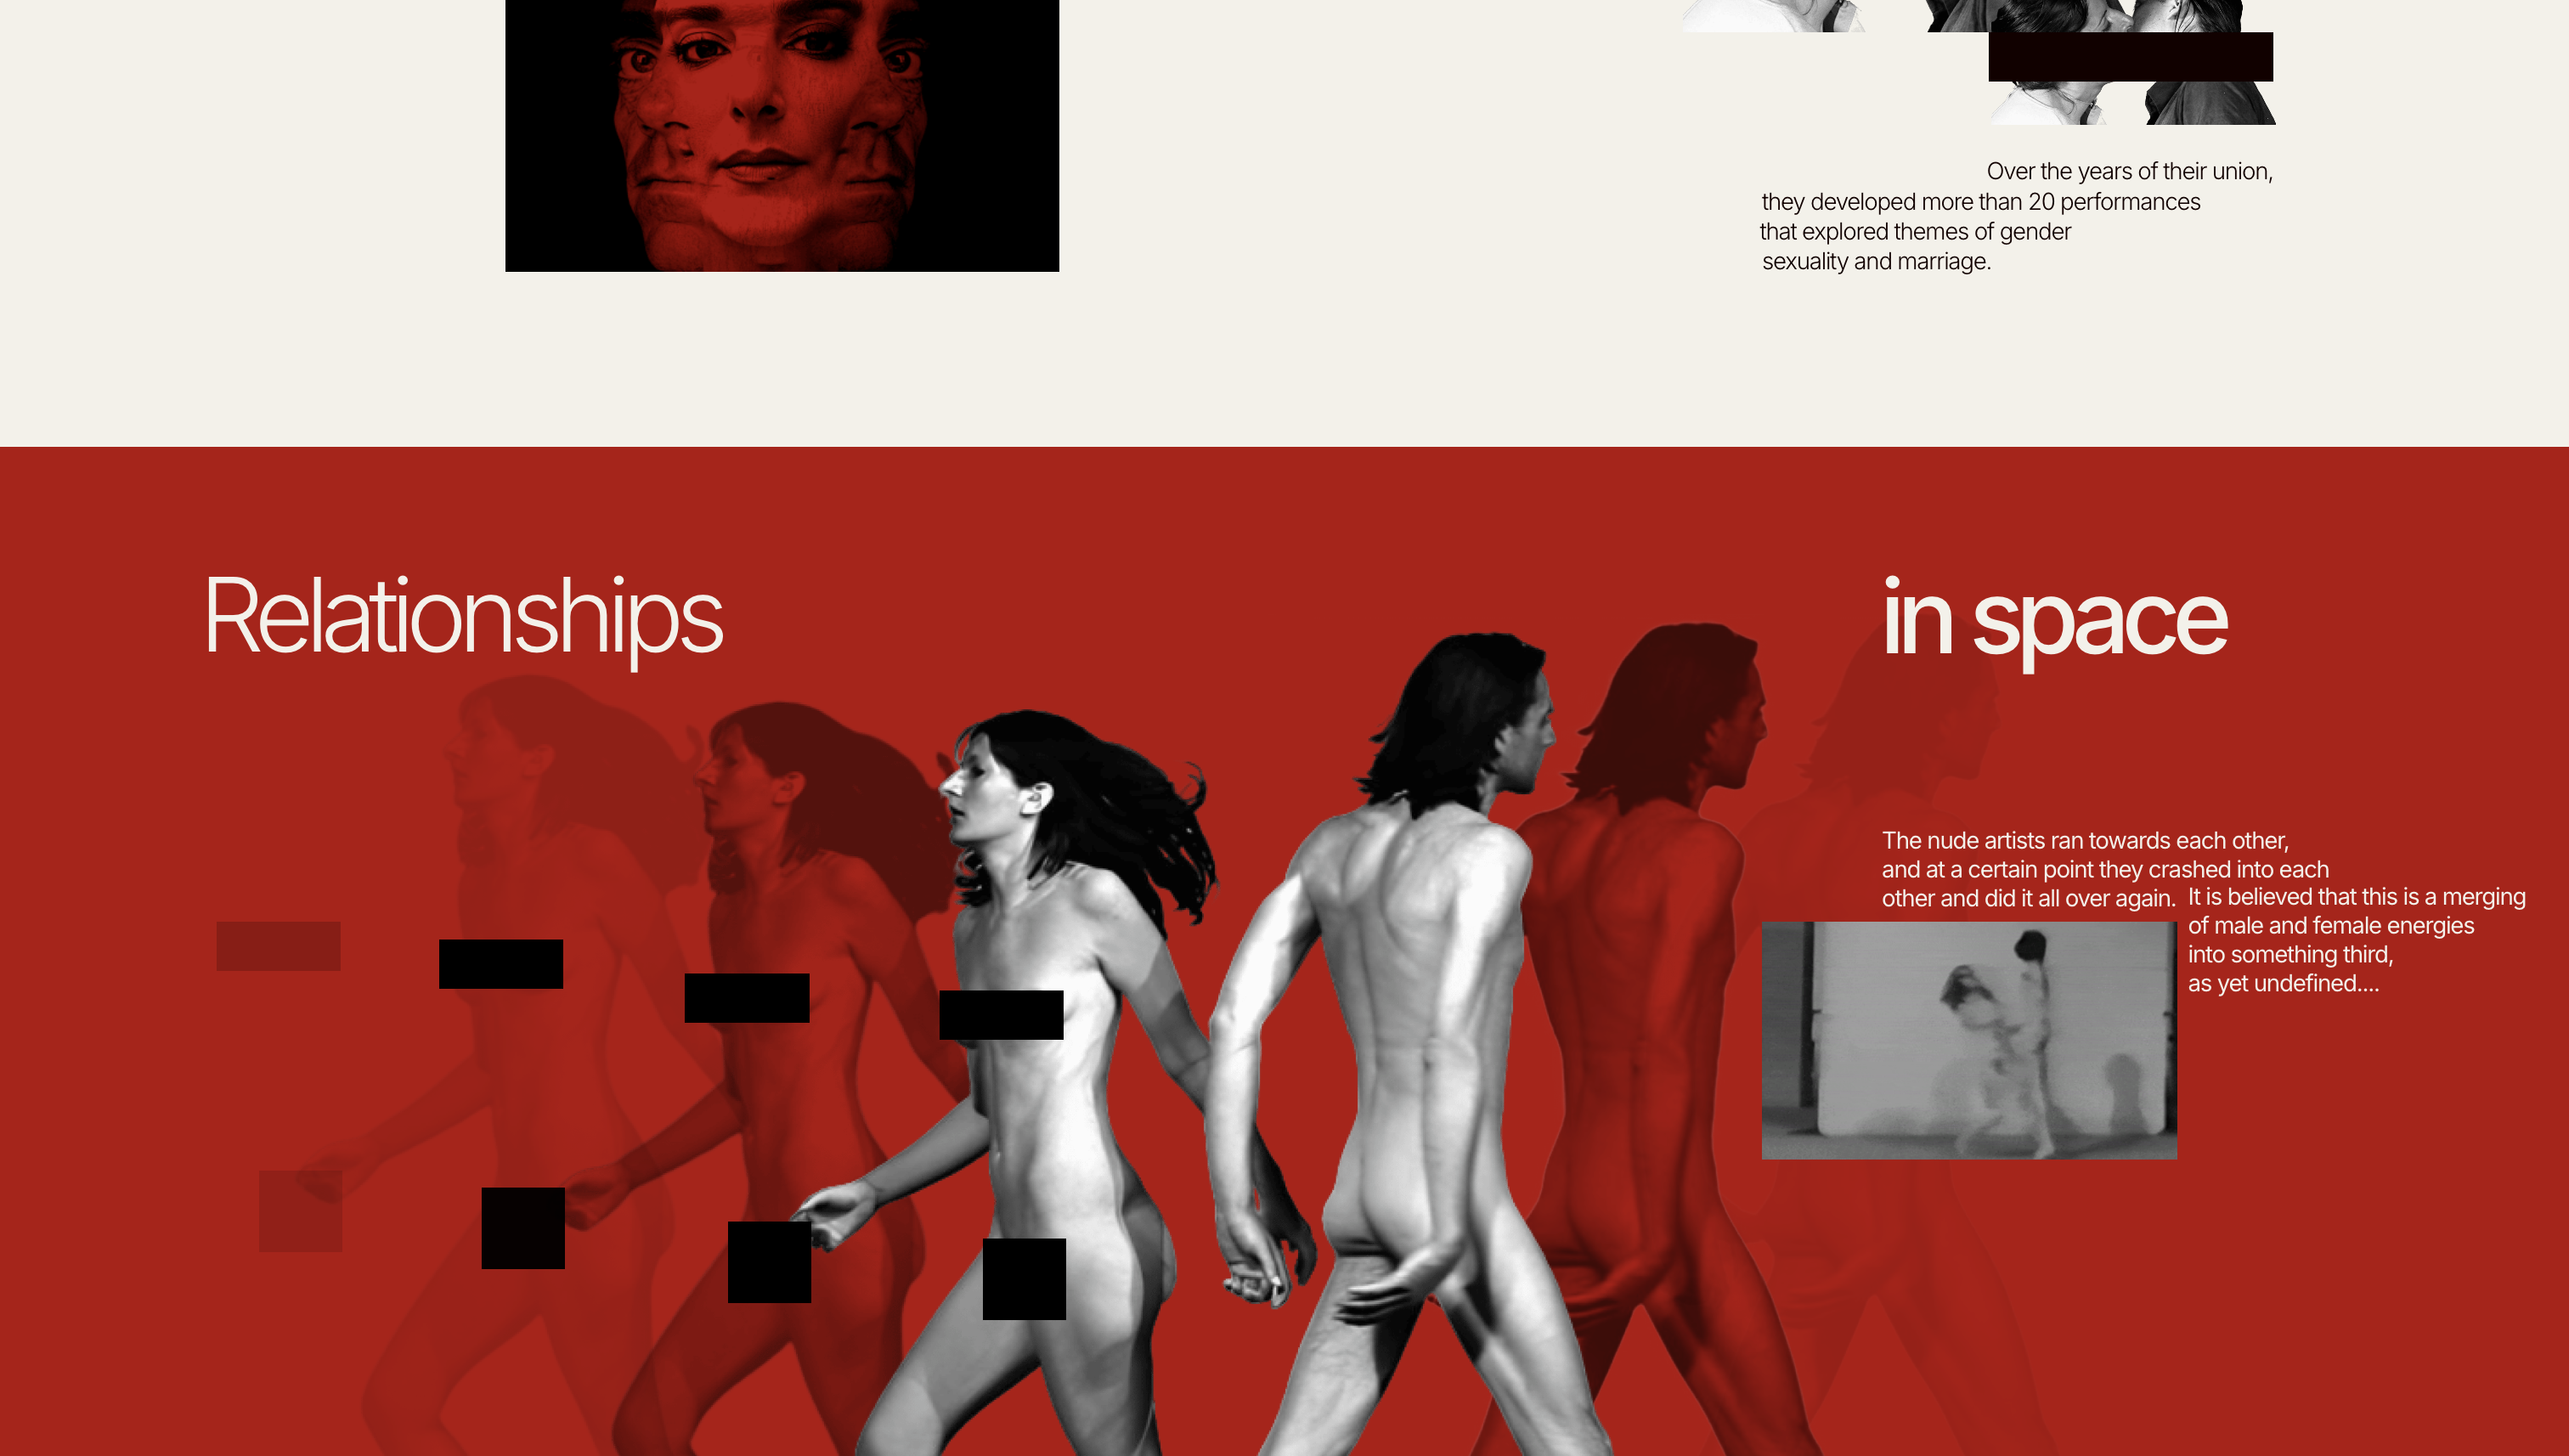 Over the years of their union,
they developed more than 20 performances
that explored themes of gender
sexuality and marriage.
Relationships
in space
The nude artists ran towards each other,
and at a certain point they crashed into each
other and did it all over again.
It is believed that this is a merging
of male and female energies
into something third,
as yet undefined....